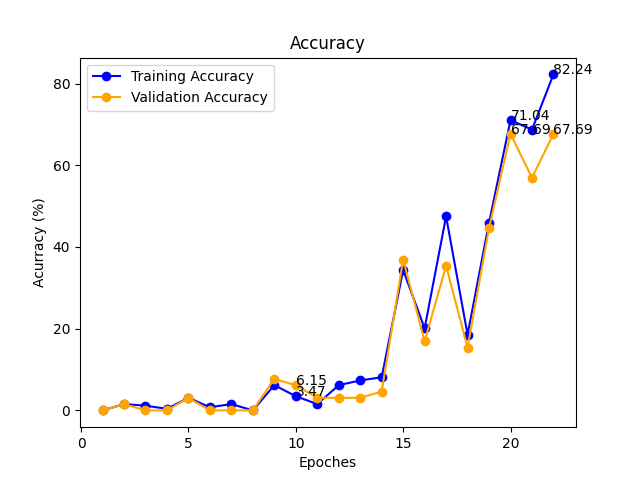 Accuracy
Training Accuracy
Validation Accuracy
82.24
71.04
67.69
67.69
6.15
3.47
80
60
40
20
0
Acurracy (%)
0 5 10 15 20
Epoches